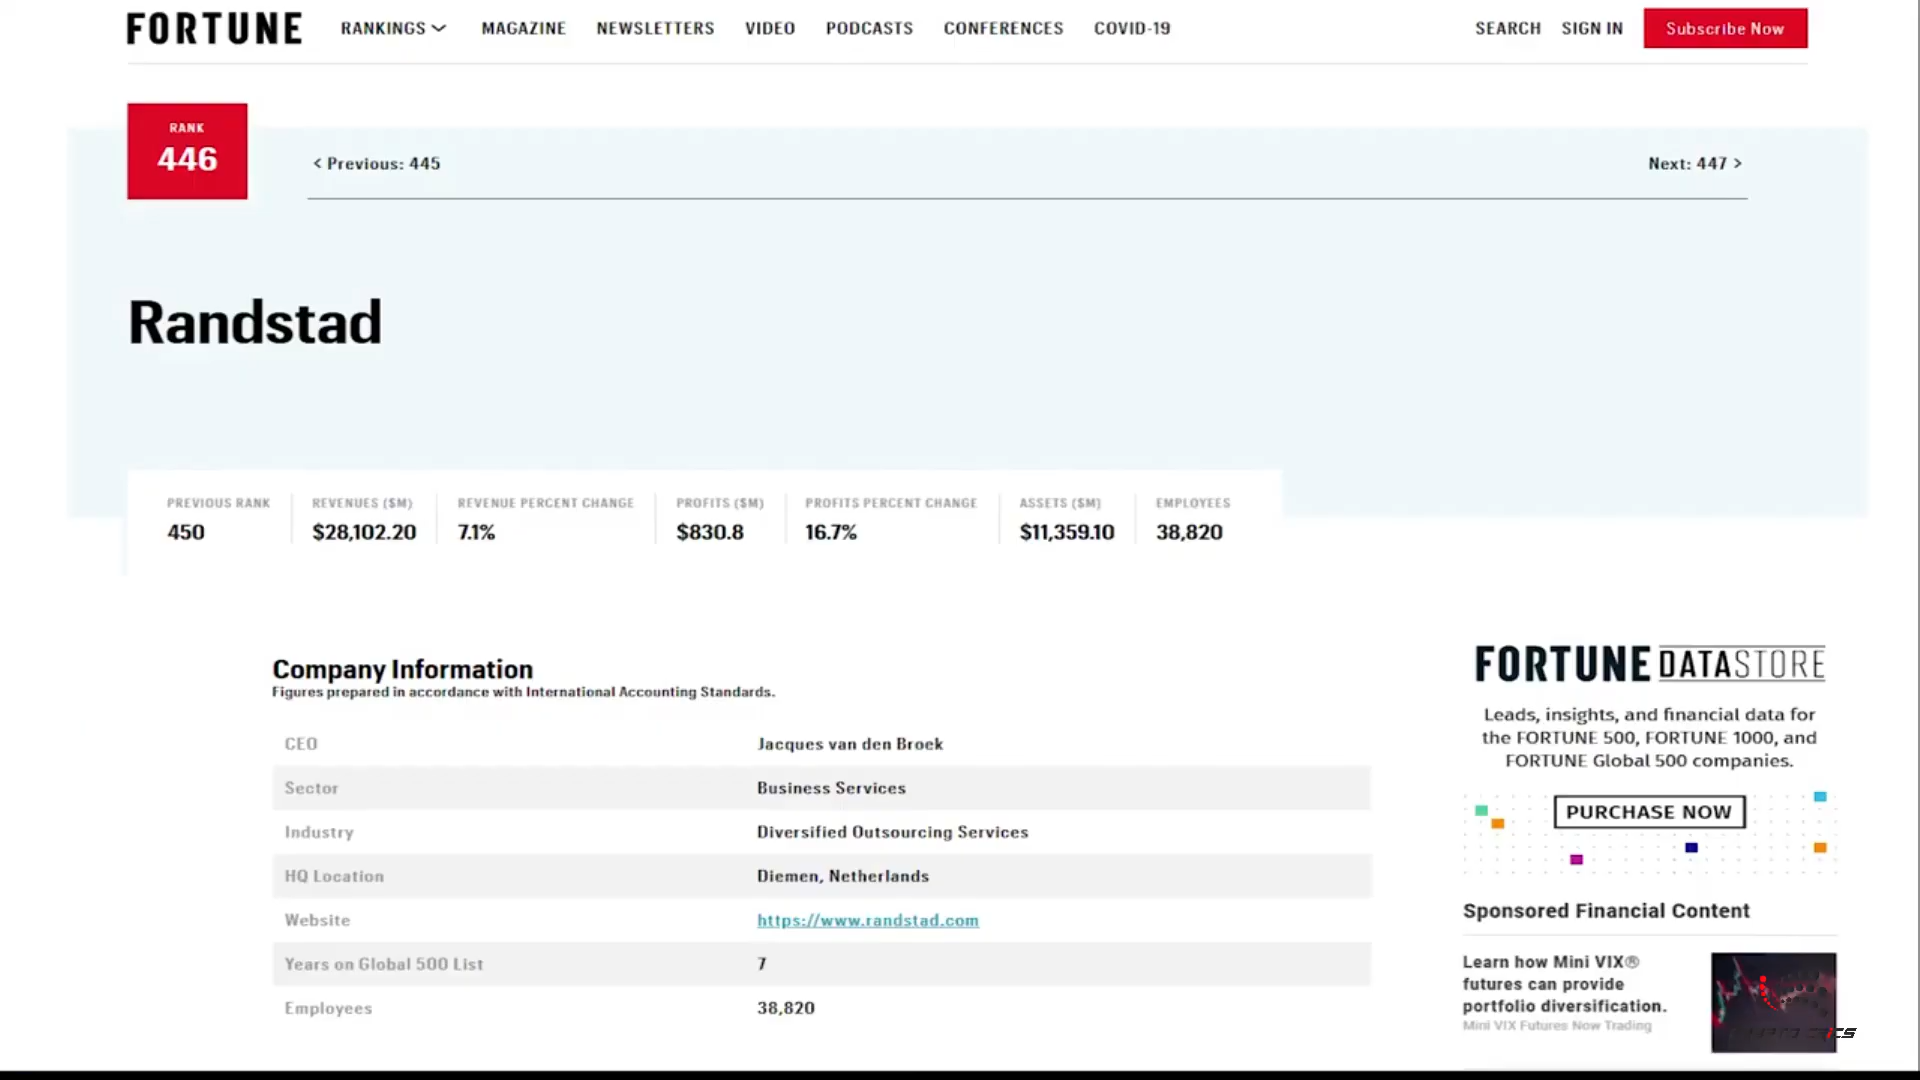 FORTUNE
RANKINGS MAGAZINE NEWSLETTERS VIDEO PODCASTS CONFERENCES COVID-19 SEARCH SIGN IN Subscribe Now
RANK
446
< Previous: 445 Next: 447 >
Randstad
PREVIOUS RANK REVENUES ($M) REVENUE PERCENT CHANGE PROFITS ($M) PROFITS PERCENT CHANGE ASSETS ($M) EMPLOYEES
450 $28,102.20 7.1% $830.8 16.7% $11,359.10 38,820
Company Information
Figures prepared in accordance with International Accounting Standards.
CEO Jacques van den Broek
Sector Business Services
Industry Diversified Outsourcing Services
HQ Location Diemen, Netherlands
Website https://www.randstad.com
Years on Global 500 List 7
Employees 38,820
FORTUNE DATASTORE
Leads, insights, and financial data for
the FORTUNE 500, FORTUNE 1000, and
FORTUNE Global 500 companies.
PURCHASE NOW
Sponsored Financial Content
Learn how Mini VIX®
futures can provide
portfolio diversification.
Mini VIX Futures Now Trading